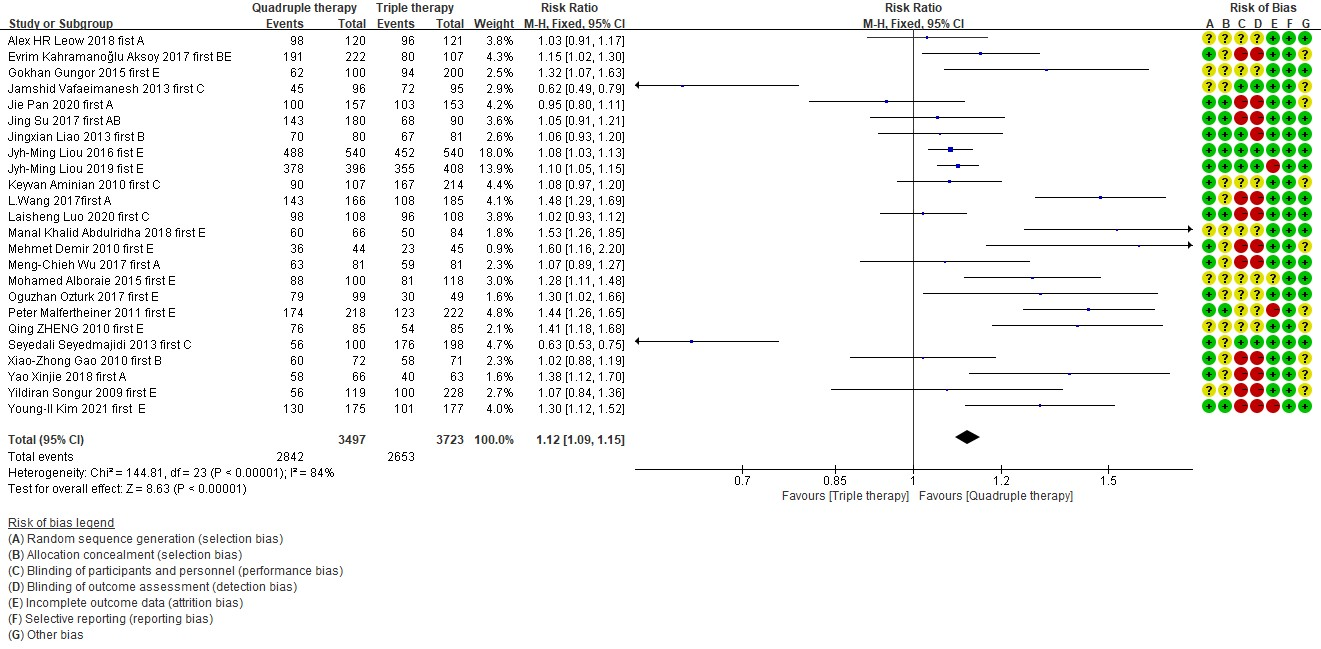 Quadruple therapy Triple therapy Risk Ratio Risk Ratio Risk of Bias
Study or Subgroup Events Total Events Total Weight M-H, Fixed, 95% CI M-H, Fixed, 95% CI A B C D E F G
Alex HR Leow 2018 fist A 98 120 96 121 3.8% 1.03 [0.91, 1.17] ? ? ? ? + + +
Evrim Kahramanoğlu Aksoy 2017 first BE 191 222 80 107 4.3% 1.15 [1.02, 1.30] + ? − − + + ?
Gokhan Gungor 2015 first E 62 100 94 200 2.5% 1.32 [1.07, 1.63] ? ? ? ? + + +
Jamshid Vafaeimanesh 2013 first C 45 96 72 95 2.9% 0.62 [0.49, 0.79] ? ? + + + + ?
Jie Pan 2020 first A 100 157 103 153 4.2% 0.95 [0.80, 1.11] + + − − + + ?
Jing Su 2017 first AB 143 180 68 90 3.6% 1.05 [0.91, 1.21] + + − − + + +
Jingxian Liao 2013 first B 70 80 67 81 2.7% 1.06 [0.93, 1.20] + + + − + + +
Jyh-Ming Liou 2016 fist E 488 540 452 540 18.0% 1.08 [1.03, 1.13] + + + + + + +
Jyh-Ming Liou 2019 fist E 378 396 355 408 13.9% 1.10 [1.05, 1.15] + + + + − + +
Keyvan Aminian 2010 first C 90 107 167 214 4.4% 1.08 [0.97, 1.20] + ? ? ? + + ?
L.Wang 2017first A 143 166 108 185 4.1% 1.48 [1.29, 1.69] + ? − − + + +
Laisheng Luo 2020 first C 98 108 96 108 3.8% 1.02 [0.93, 1.12] + + − − + + +
Manal Khalid Abdulridha 2018 first E 60 66 50 84 1.8% 1.53 [1.26, 1.85] ? ? ? ? + + +
Mehmet Demir 2010 first E 36 44 23 45 0.9% 1.60 [1.16, 2.20] + ? − − + + ?
Meng-Chieh Wu 2017 first A 63 81 59 81 2.3% 1.07 [0.89, 1.27] + + − − + + +
Mohamed Alboraie 2015 first E 88 100 81 118 3.0% 1.28 [1.11, 1.48] ? ? ? ? ? + +
Oguzhan Ozturk 2017 first E 79 99 30 49 1.6% 1.30 [1.02, 1.66] + ? ? ? + + +
Peter Malfertheiner 2011 first E 174 218 123 222 4.8% 1.44 [1.26, 1.65] + + − − − + ?
Qing ZHENG 2010 first E 76 85 54 85 2.1% 1.41 [1.18, 1.68] ? ? ? ? + + ?
Seyedali Seyedmajidi 2013 first C 56 100 176 198 4.7% 0.63 [0.53, 0.75] + ? + + + + +
Xiao-Zhong Gao 2010 first B 60 72 58 71 2.3% 1.02 [0.88, 1.19] + ? − − + + ?
Yao Xinjie 2018 first A 58 66 40 63 1.6% 1.38 [1.12, 1.70] + ? − − + + ?
Yildiran Songur 2009 first E 56 119 100 228 2.7% 1.07 [0.84, 1.36] + ? − − + + ?
Young-Il Kim 2021 first E 130 175 101 177 4.0% 1.30 [1.12, 1.52] + + − − − + +
Total (95% CI) 3497 3723 100.0% 1.12 [1.09, 1.15]
Total events 2842 2653
Heterogeneity: Chi² = 144.81, df = 23 (P < 0.00001); I² = 84%
Test for overall effect: Z = 8.63 (P < 0.00001)
0.7 0.85 1 1.2 1.5
Favours [Triple therapy] Favours [Quadruple therapy]
Risk of bias legend
(A) Random sequence generation (selection bias)
(B) Allocation concealment (selection bias)
(C) Blinding of participants and personnel (performance bias)
(D) Blinding of outcome assessment (detection bias)
(E) Incomplete outcome data (attrition bias)
(F) Selective reporting (reporting bias)
(G) Other bias